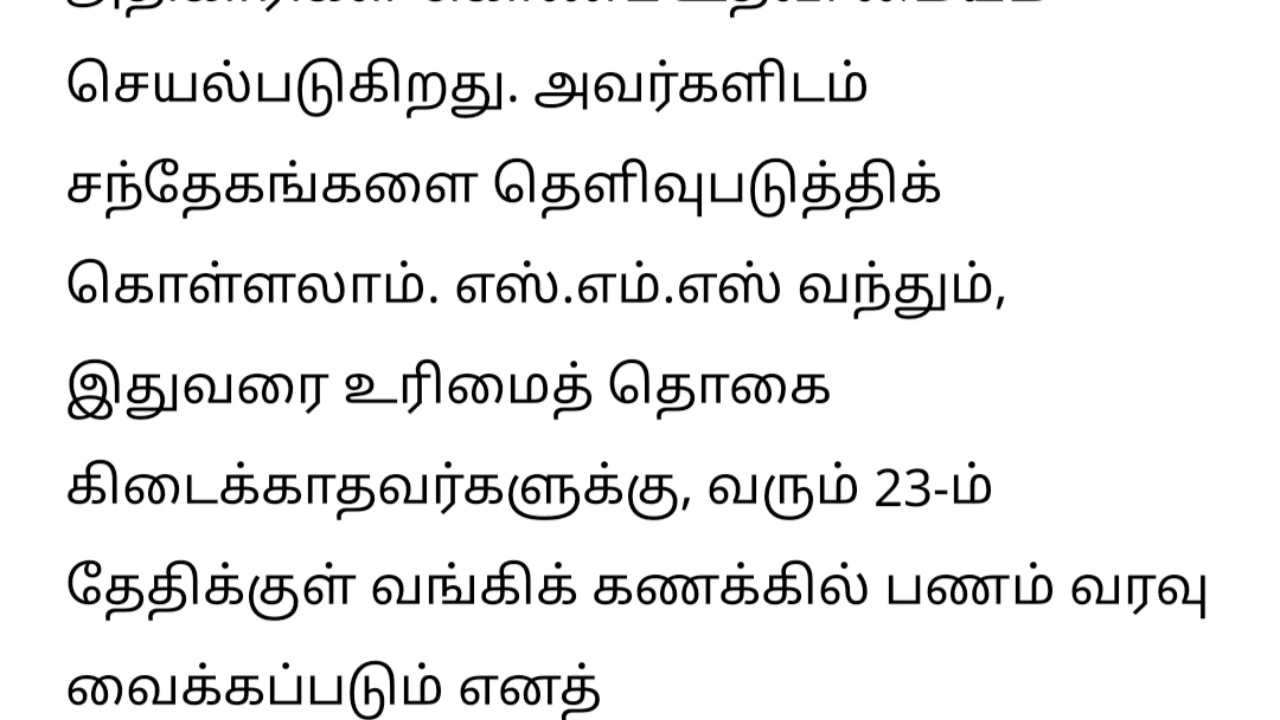 செயல்படுகிறது. அவர்களிடம்
சந்தேகங்களை தெளிவுபடுத்திக்
கொள்ளலாம். எஸ்.எம்.எஸ் வந்தும்,
இதுவரை உரிமைத் தொகை
கிடைக்காதவர்களுக்கு, வரும் 23-ம்
தேதிக்குள் வங்கிக் கணக்கில் பணம் வரவு
வைக்கப்படும் எனத்